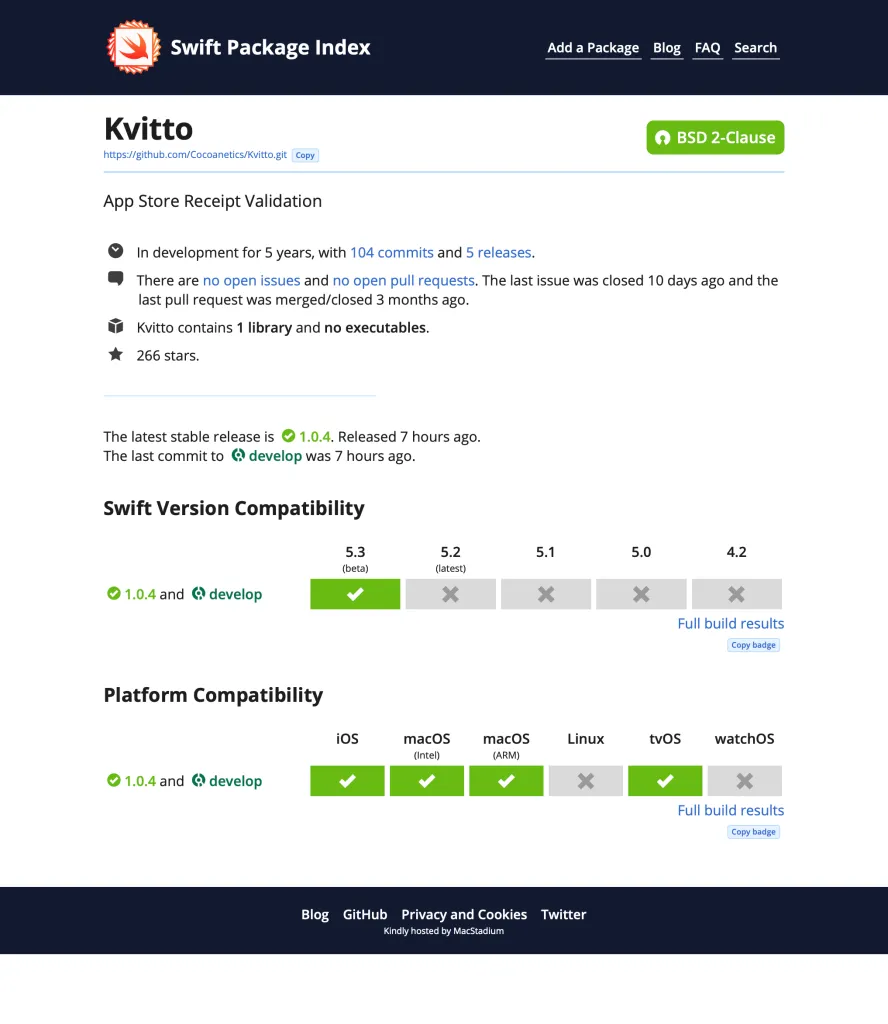 Swift Package Index
Add a Package Blog FAQ Search
Kvitto
BSD 2-Clause
https://github.com/Cocoanetics/Kvitto.git Copy
App Store Receipt Validation
In development for 5 years, with 104 commits and 5 releases.
There are no open issues and no open pull requests. The last issue was closed 10 days ago and the
last pull request was merged/closed 3 months ago.
Kvitto contains 1 library and no executables.
266 stars.
The latest stable release is 1.0.4. Released 7 hours ago.
The last commit to develop was 7 hours ago.
Swift Version Compatibility
5.3 5.2 5.1 5.0 4.2
(beta) (latest)
1.0.4 and develop
Full build results
Copy badge
Platform Compatibility
iOS macOS macOS Linux tvOS watchOS
(Intel) (ARM)
1.0.4 and develop
Full build results
Copy badge
Blog GitHub Privacy and Cookies Twitter
Kindly hosted by MacStadium